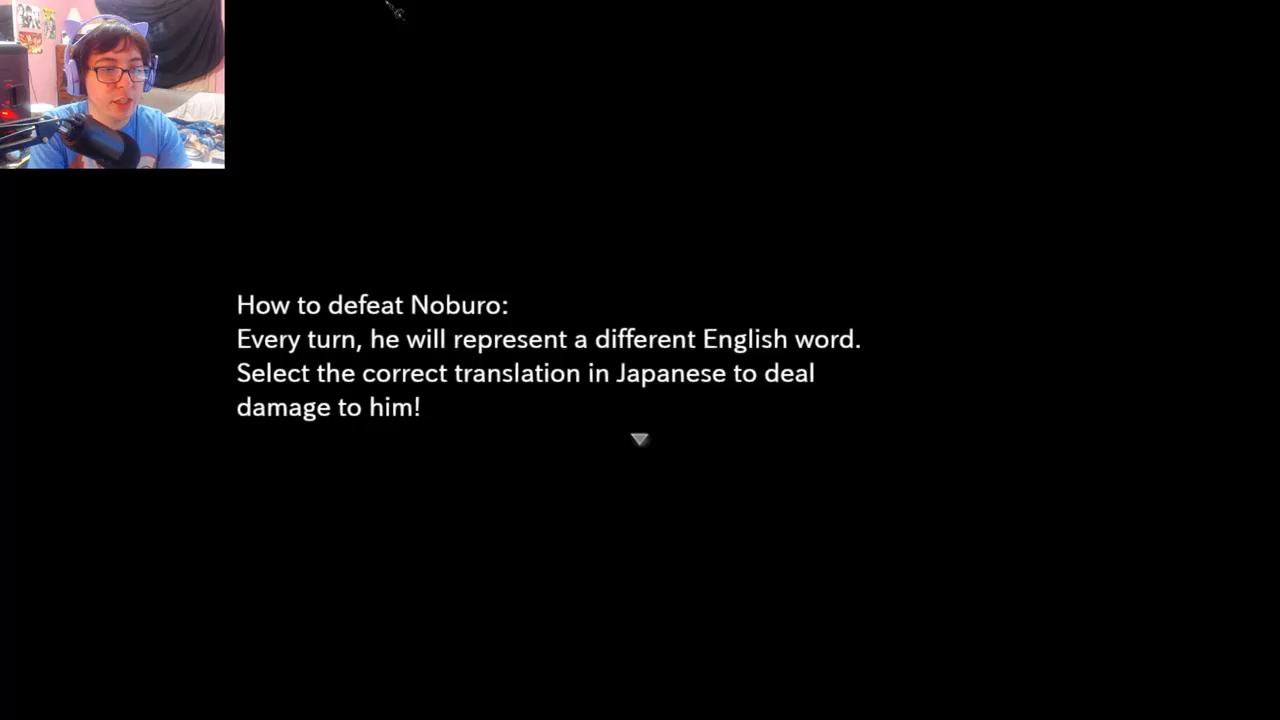 How to defeat Noburo:
Every turn, he will represent a different English word.
Select the correct translation in Japanese to deal
damage to him!